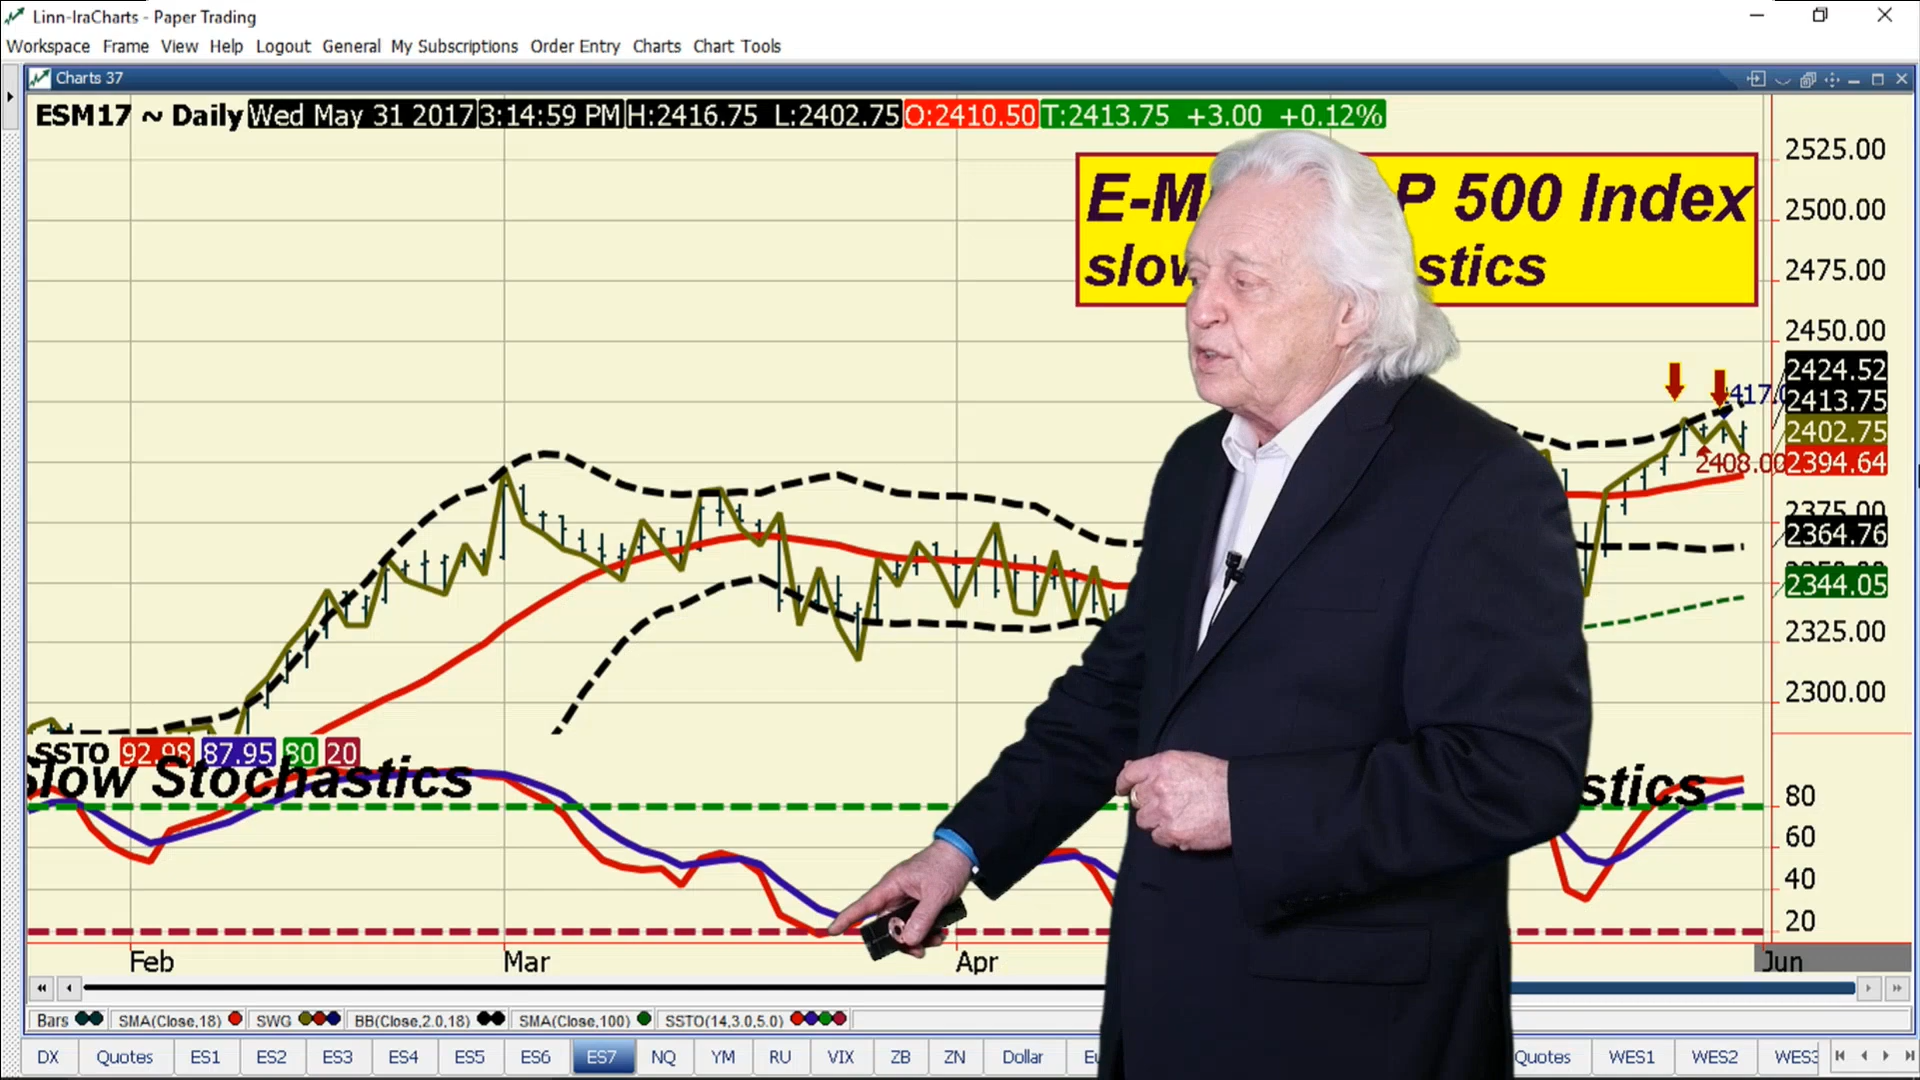 Linn-IraCharts - Paper Trading
Workspace Frame View Help Logout General My Subscriptions Order Entry Charts Chart Tools
Charts 37
ESM17 ~ Daily Wed May 31 2017 3:14:59 PM H:2416.75 L:2402.75 O:2410.50 T:2413.75 +3.00 +0.12%
E-M P 500 Index
slow stics
2525.00
2500.00
2475.00
2450.00
2424.52
2413.75
2402.75
2408.00 2394.64
2375.00
2364.76
2344.05
2325.00
2300.00
SSTO 92.98 87.95 80 20
Slow Stochastics
stics
80
60
40
20
Feb Mar Apr Jun
Bars SMA(Close,18) SWG BB(Close,2.0,18) SMA(Close,100) SSTO(14,3.0,5.0)
DX Quotes ES1 ES2 ES3 ES4 ES5 ES6 ES7 NQ YM RU VIX ZB ZN Dollar Eu Quotes WES1 WES2 WES3